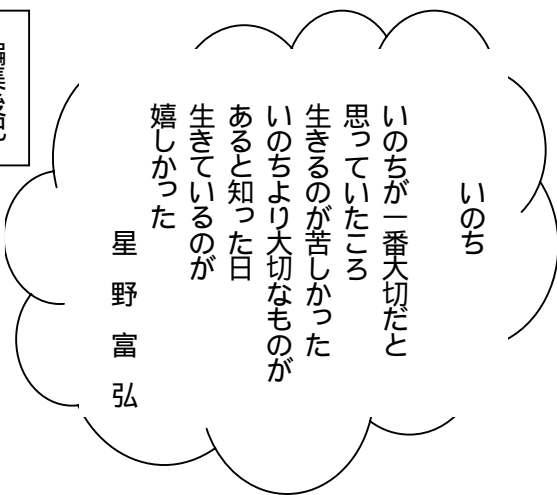 いのち
いのちが一番大切だと
思っていたころ
生きるのが苦しかった
いのちより大切なものが
あると知った日
生きているのが
嬉しかった
星野富弘